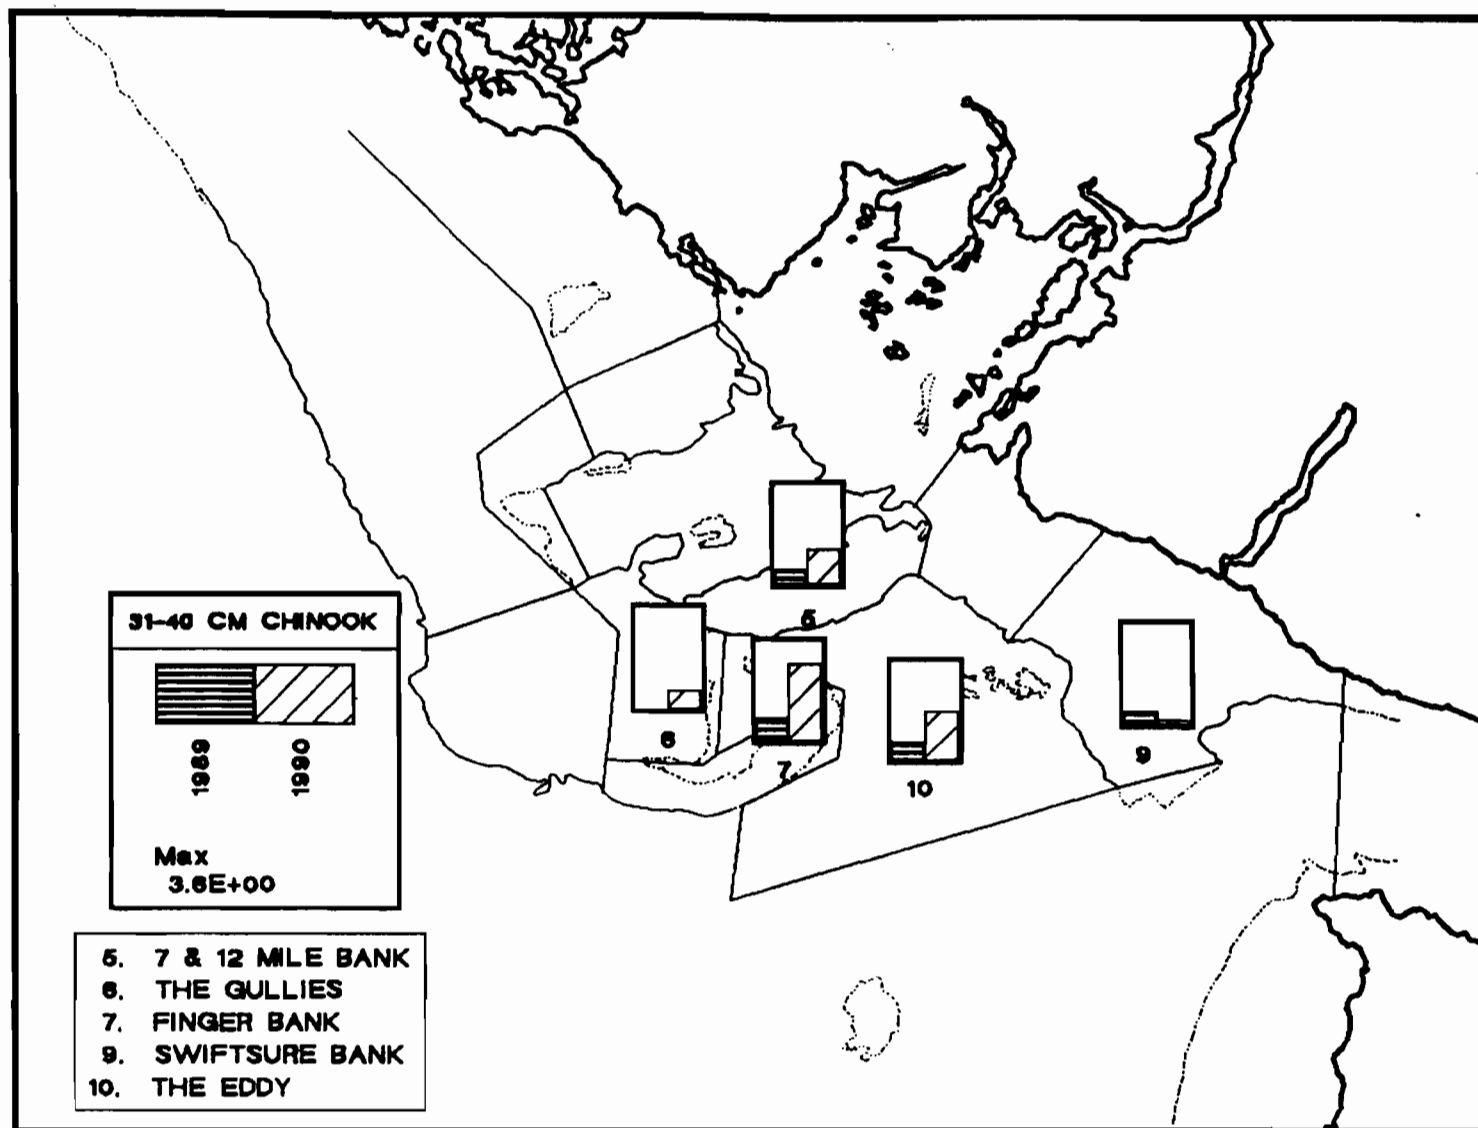 31-40 CM CHINOOK
1989
1990
Max
3.6E+00
5
6
7
10
9
5. 7 & 12 MILE BANK
6. THE GULLIES
7. FINGER BANK
9. SWIFTSURE BANK
10. THE EDDY